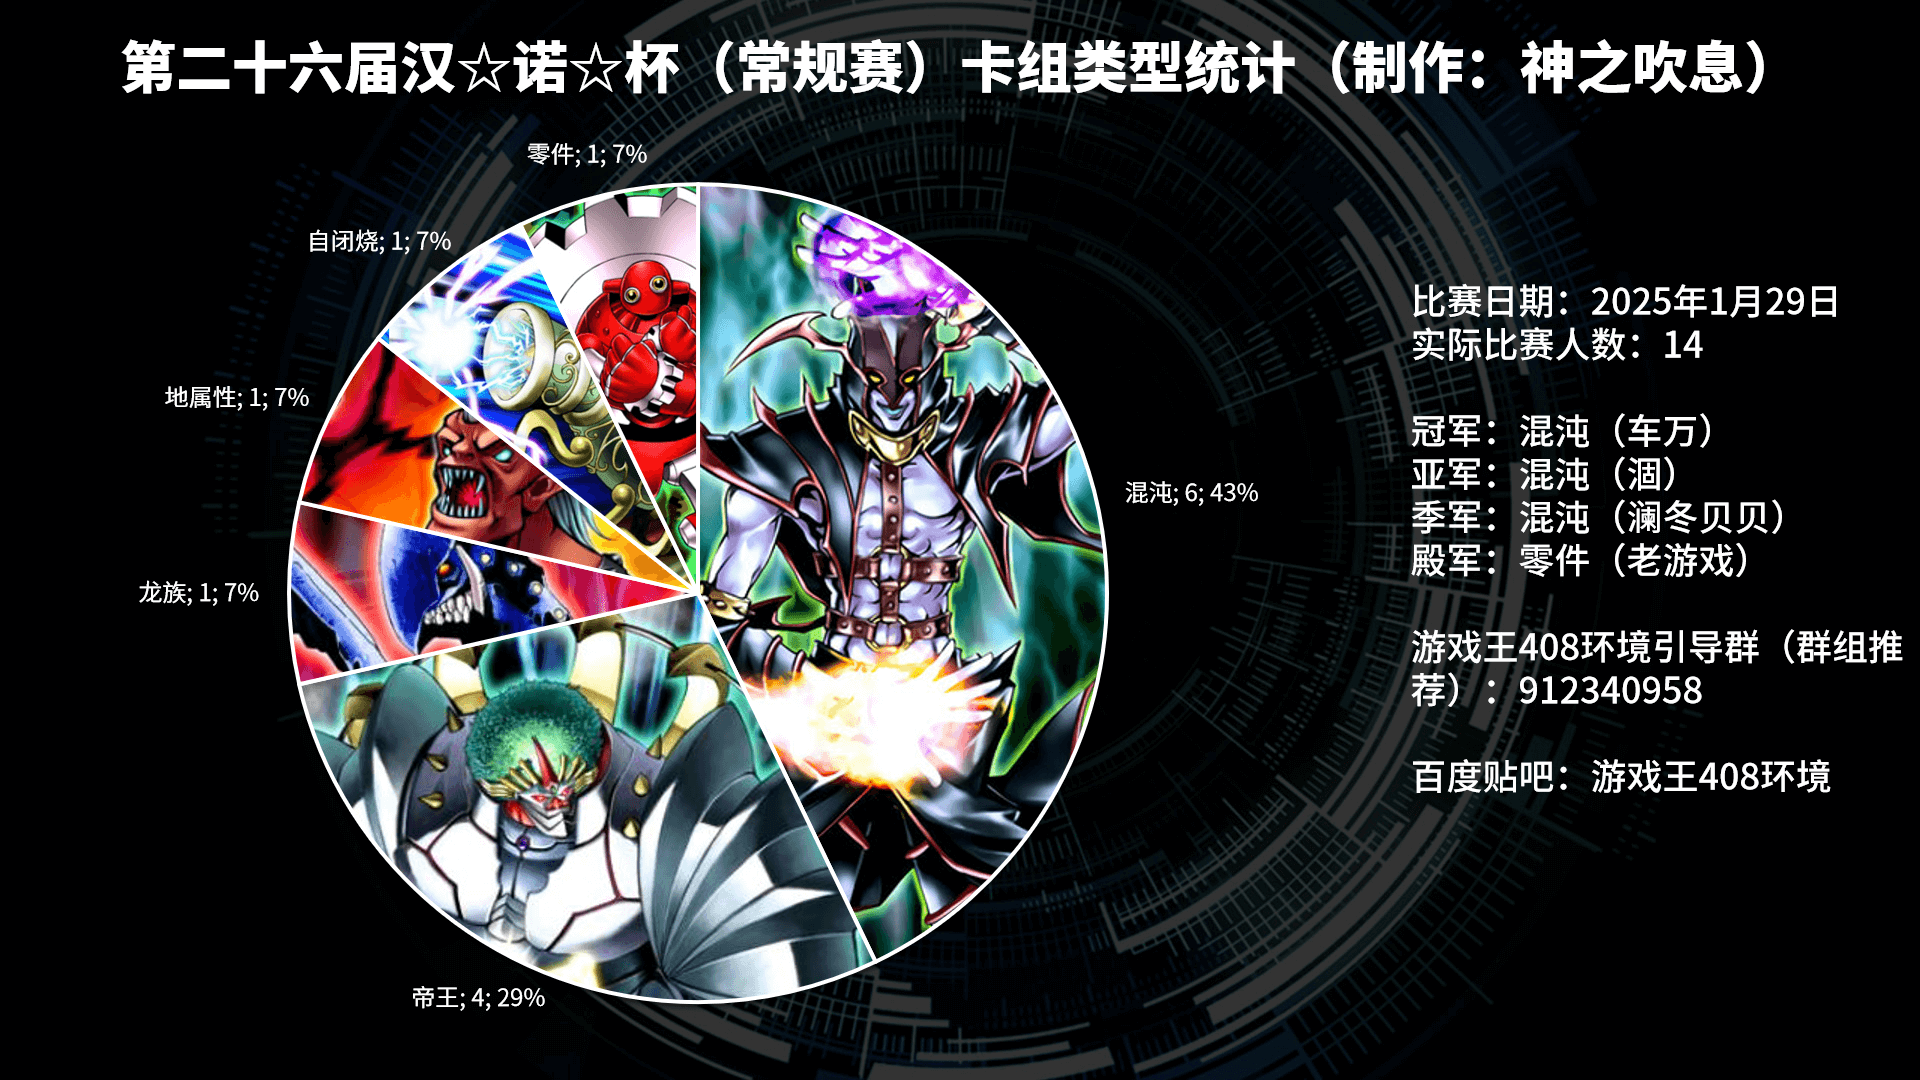 第二十六届汉☆诺☆杯（常规赛）卡组类型统计（制作：神之吹息）
零件; 1; 7%
自闭烧; 1; 7%
地属性; 1; 7%
龙族; 1; 7%
帝王; 4; 29%
混沌; 6; 43%
比赛日期：2025年1月29日
实际比赛人数：14
冠军：混沌（车万）
亚军：混沌（涸）
季军：混沌（澜冬贝贝）
殿军：零件（老游戏）
游戏王408环境引导群（群组推
荐）：912340958
百度贴吧：游戏王408环境